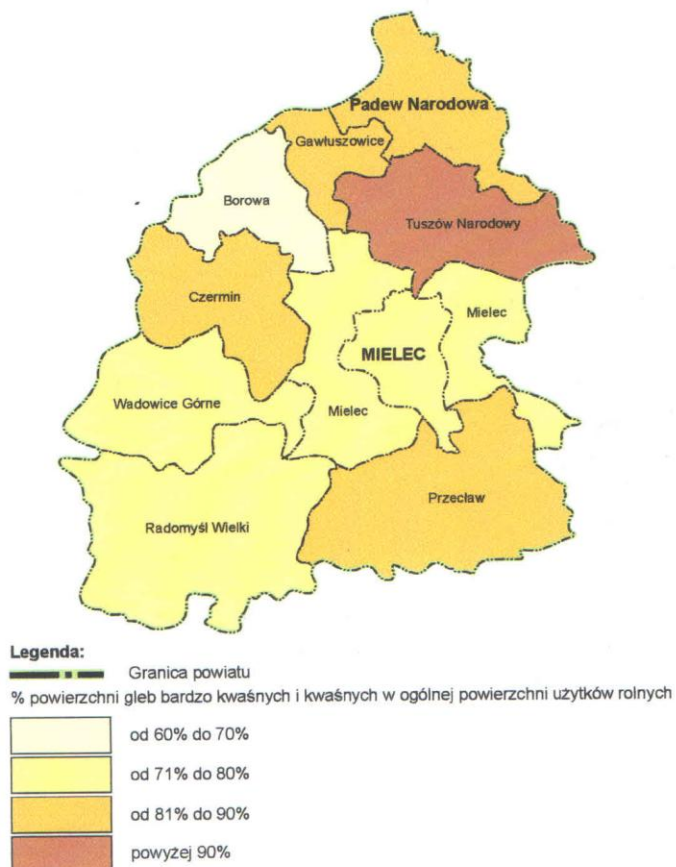 Padew Narodowa
Gawłuszowice
Borowa
Tuszów Narodowy
Czermin
Mielec
MIELEC
Wadowice Górne
Mielec
Przecław
Radomyśl Wielki
Legenda:
Granica powiatu
% powierzchni gleb bardzo kwaśnych i kwaśnych w ogólnej powierzchni użytków rolnych
od 60% do 70%
od 71% do 80%
od 81% do 90%
powyżej 90%